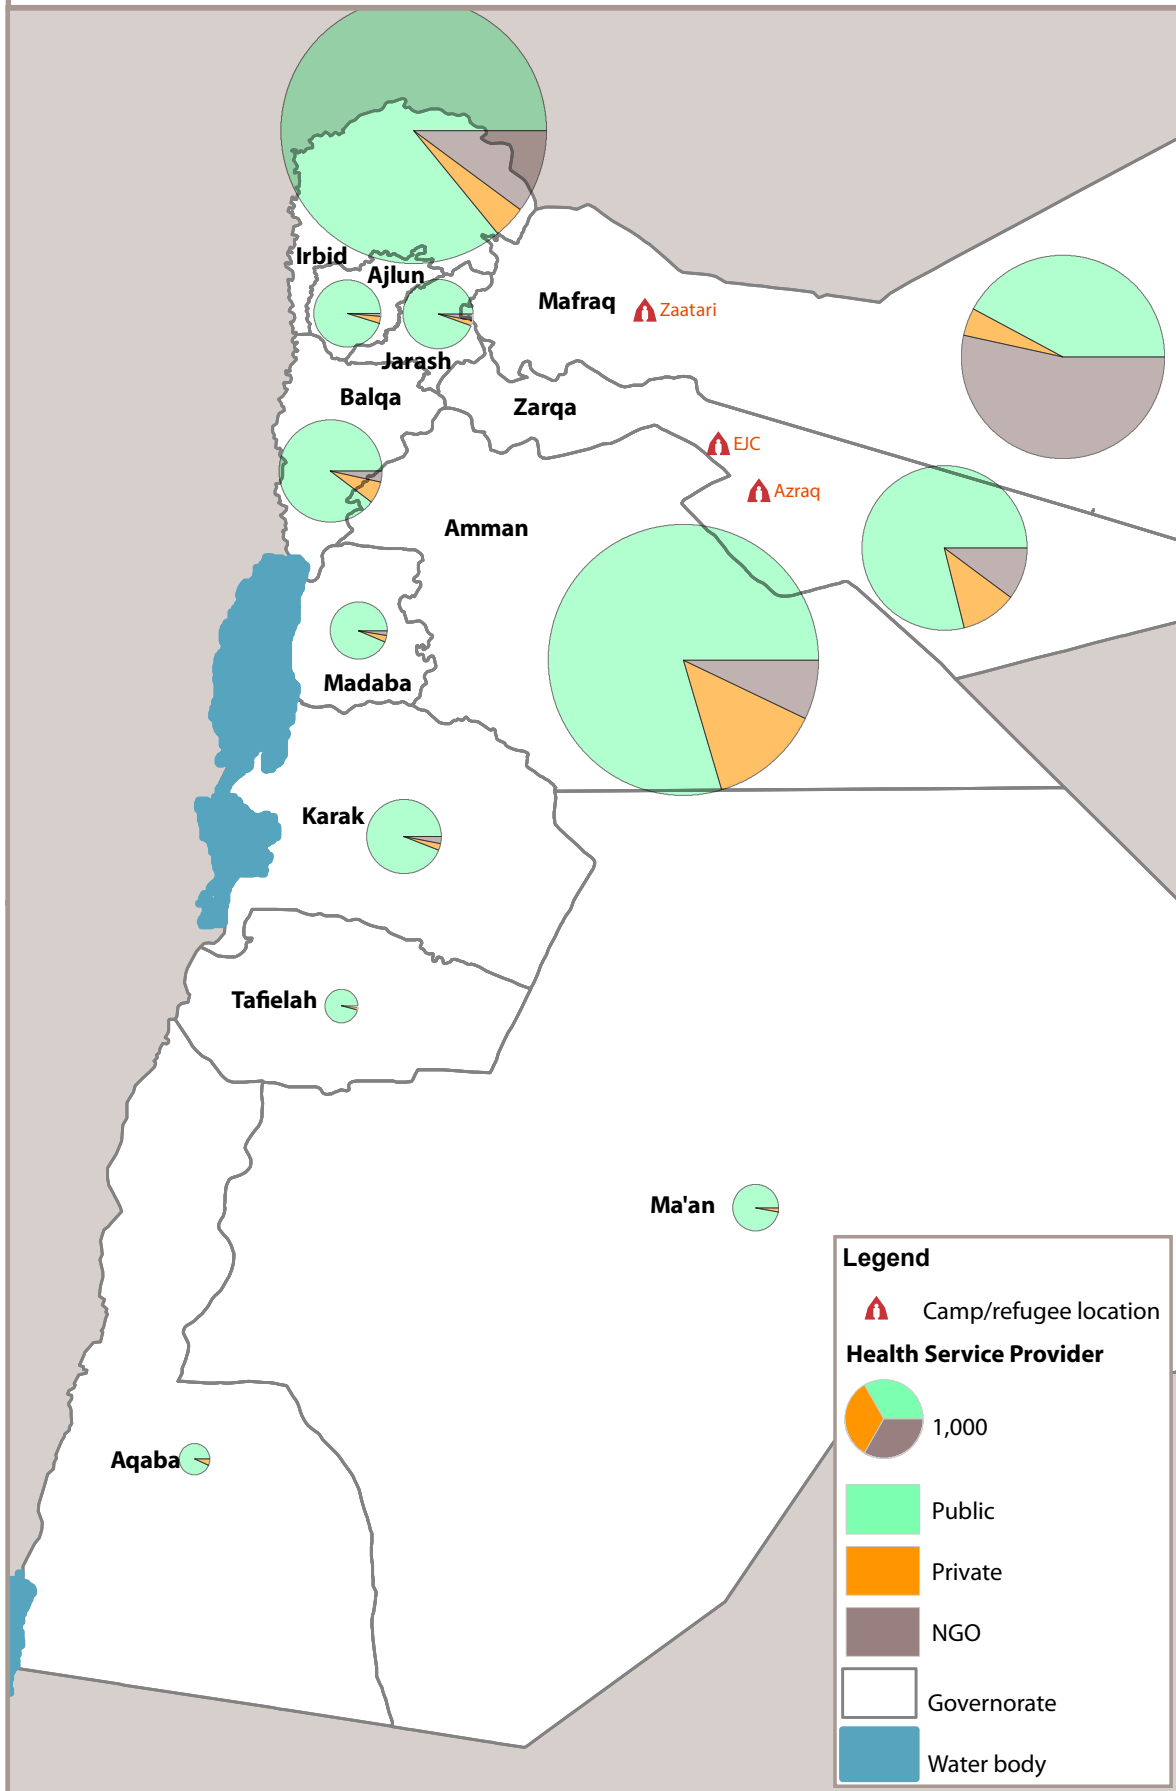 Irbid
Ajlun
Mafraq
Zaatari
Jarash
Balqa
Zarqa
EJC
Azraq
Amman
Madaba
Karak
Tafielah
Ma'an
Aqaba
Legend
Camp/refugee location
Health Service Provider
1,000
Public
Private
NGO
Governorate
Water body